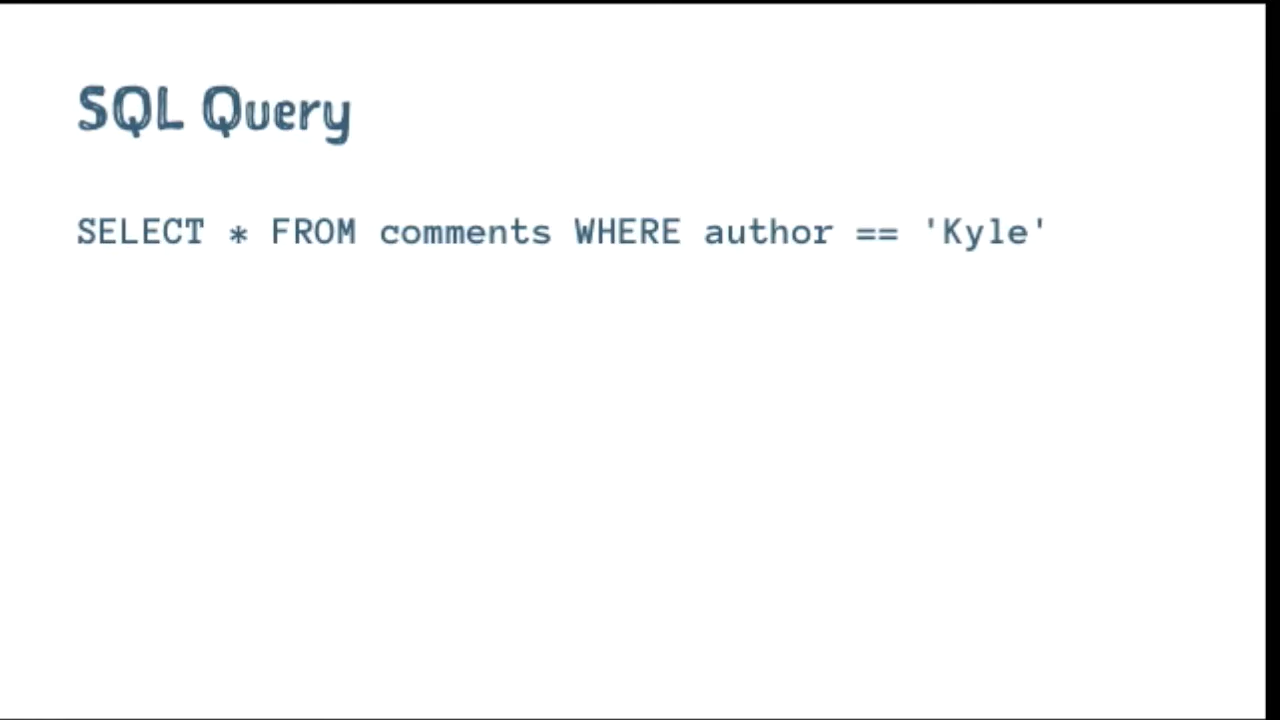 SQL Query
SELECT * FROM comments WHERE author == 'Kyle'